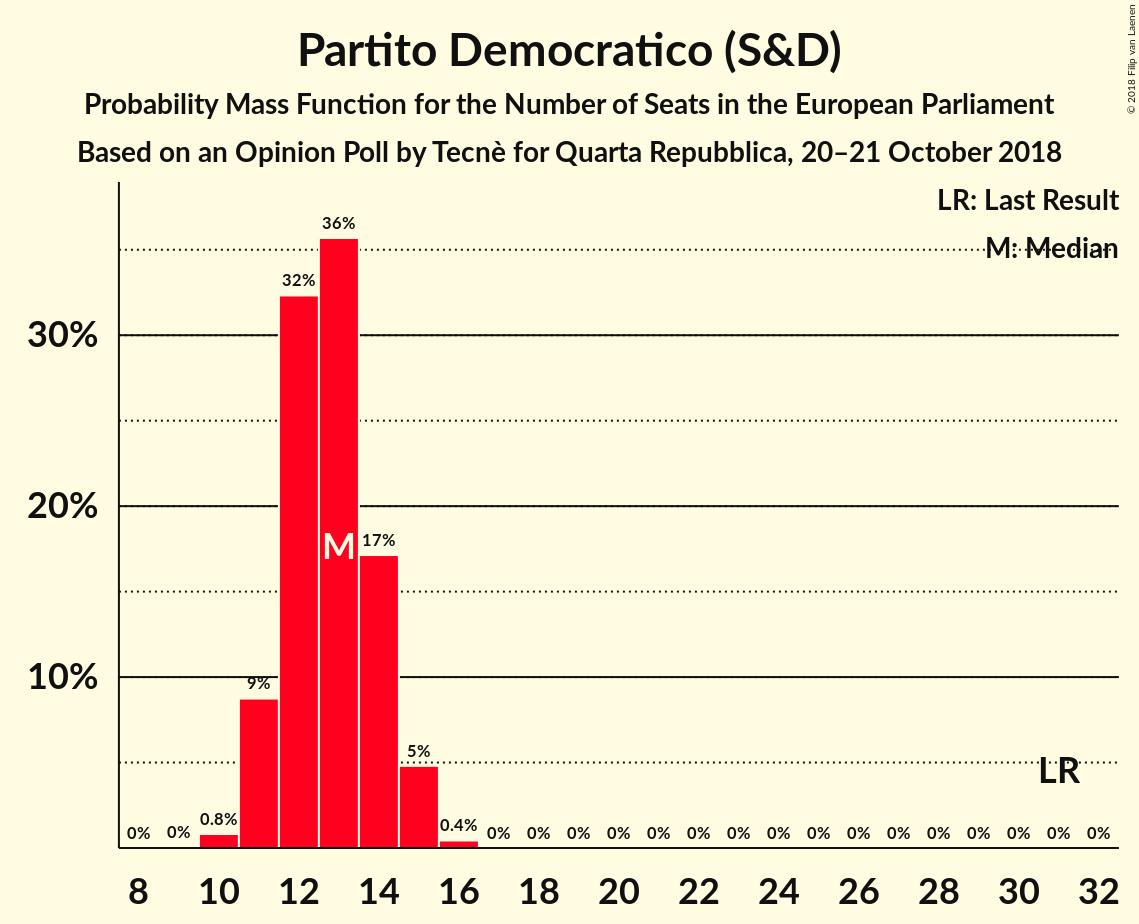 Partito Democratico (S&D)
Probability Mass Function for the Number of Seats in the European Parliament
Based on an Opinion Poll by Tecnè for Quarta Repubblica, 20–21 October 2018
© 2018 Filip van Laenen
LR: Last Result
M: Median
36%
32%
30%
20%
M
17%
10%
9%
5%
LR
0% 0% 0.8% 0.4% 0% 0% 0% 0% 0% 0% 0% 0% 0% 0% 0% 0% 0% 0% 0% 0%
8 10 12 14 16 18 20 22 24 26 28 30 32